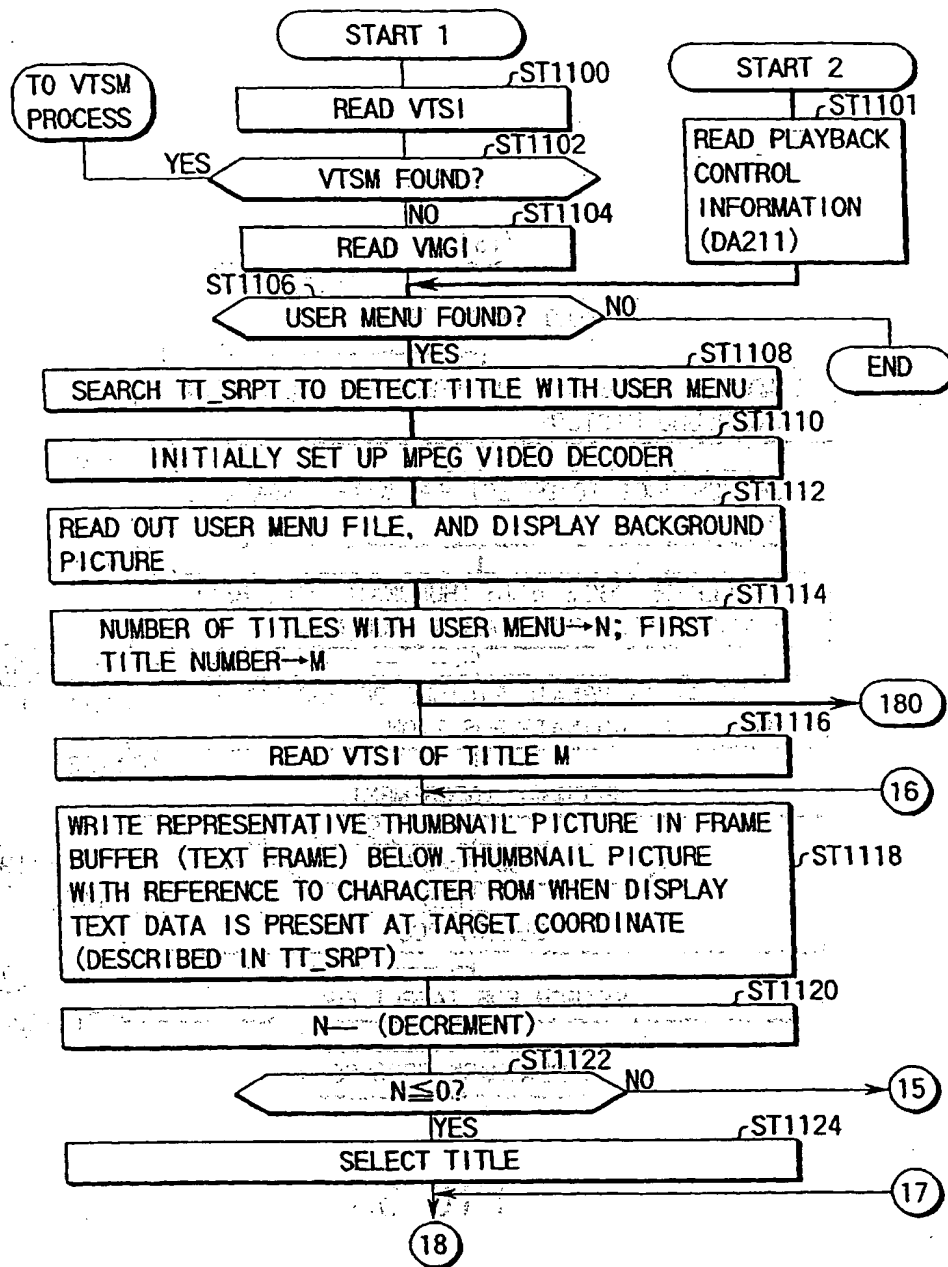 START 1
TO VTSM
PROCESS
START 2
ST1100
READ VTSI
ST1101
READ PLAYBACK
CONTROL
INFORMATION
(DA211)
ST1102
YES
VTSM FOUND?
NO
ST1104
READ VMGI
ST1106
USER MENU FOUND?
NO
YES
END
ST1108
SEARCH TT_SRPT TO DETECT TITLE WITH USER MENU
ST1110
INITIALLY SET UP MPEG VIDEO DECODER
ST1112
READ OUT USER MENU FILE, AND DISPLAY BACKGROUND
PICTURE
ST1114
NUMBER OF TITLES WITH USER MENU→N; FIRST
TITLE NUMBER→M
180
ST1116
READ VTSI OF TITLE M
16
WRITE REPRESENTATIVE THUMBNAIL PICTURE IN FRAME
BUFFER (TEXT FRAME) BELOW THUMBNAIL PICTURE
WITH REFERENCE TO CHARACTER ROM WHEN DISPLAY
TEXT DATA IS PRESENT AT TARGET COORDINATE
(DESCRIBED IN TT_SRPT)
ST1118
ST1120
N— (DECREMENT)
ST1122
N≦0?
NO
15
YES
ST1124
SELECT TITLE
17
18